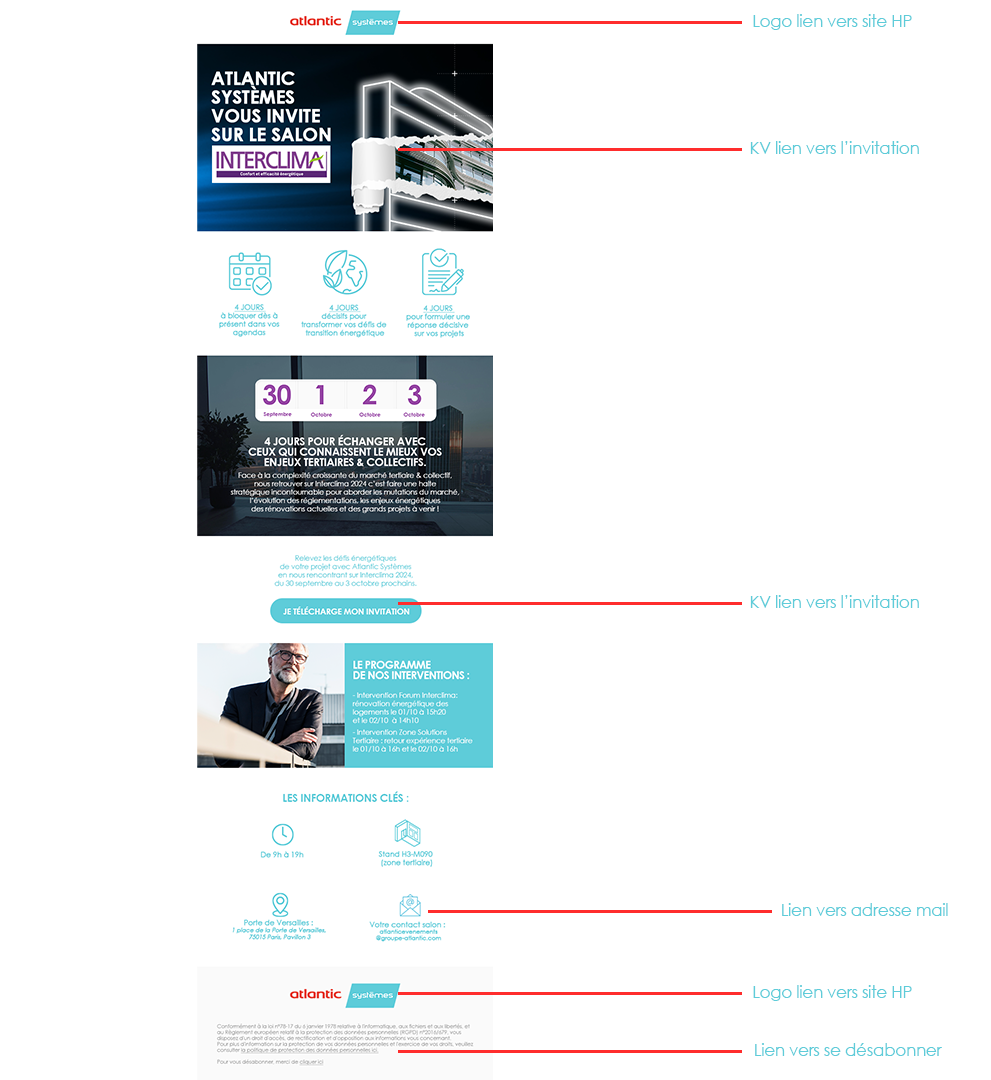 atlantic systèmes
Logo lien vers site HP
ATLANTIC
SYSTÈMES
VOUS INVITE
SUR LE SALON
INTERCLIMA
Confort et efficacité énergétique
KV lien vers l'invitation
4 JOURS
à bloquer dès à
présent dans vos
agendas
4 JOURS
décisifs pour
transformer vos défis de
transition énergétique
4 JOURS
pour formuler une
réponse décisive
sur vos projets
30 1 2 3
Septembre Octobre Octobre Octobre
4 JOURS POUR ÉCHANGER AVEC
CEUX QUI CONNAISSENT LE MIEUX VOS
ENJEUX TERTIAIRES & COLLECTIFS.
Face à la complexité croissante du marché tertiaire & collectif,
nous retrouver sur Interclima 2024 c'est faire une halte
stratégique incontournable pour aborder les mutations du marché,
l'évolution des réglementations, les enjeux énergétiques
des rénovations actuelles et des grands projets à venir !
Relevez les défis énergétiques
de votre projet avec Atlantic Systèmes
en nous rencontrant sur Interclima 2024,
du 30 septembre au 3 octobre prochains.
JE TÉLÉCHARGE MON INVITATION
KV lien vers l'invitation
LE PROGRAMME
DE NOS INTERVENTIONS :
- Intervention Forum Interclima:
rénovation énergétique des
logements le 01/10 à 15h20
et le 02/10 à 14h10
- Intervention Zone Solutions
Tertiaire : retour expérience tertiaire
le 01/10 à 16h et le 02/10 à 16h
LES INFORMATIONS CLÉS :
De 9h à 19h
Stand H3-M090
(zone tertiaire)
Porte de Versailles :
1 place de la Porte de Versailles,
75015 Paris, Pavillon 3
Votre contact salon :
atlanticevenements
@groupe-atlantic.com
Lien vers adresse mail
atlantic systèmes
Logo lien vers site HP
Conformément à la loi n°78-17 du 6 janvier 1978 relative à l'informatique, aux fichiers et aux libertés, et
au Règlement européen relatif à la protection des données personnelles (RGPD) n°2016/679, vous
disposez d'un droit d'accès, de rectification et d'opposition aux informations vous concernant.
Pour plus d'information sur la protection de vos données personnelles et l'exercice de vos droits, veuillez
consulter la politique de protection des données personnelles ici.
Pour vous désabonner, merci de cliquer ici
Lien vers se désabonner